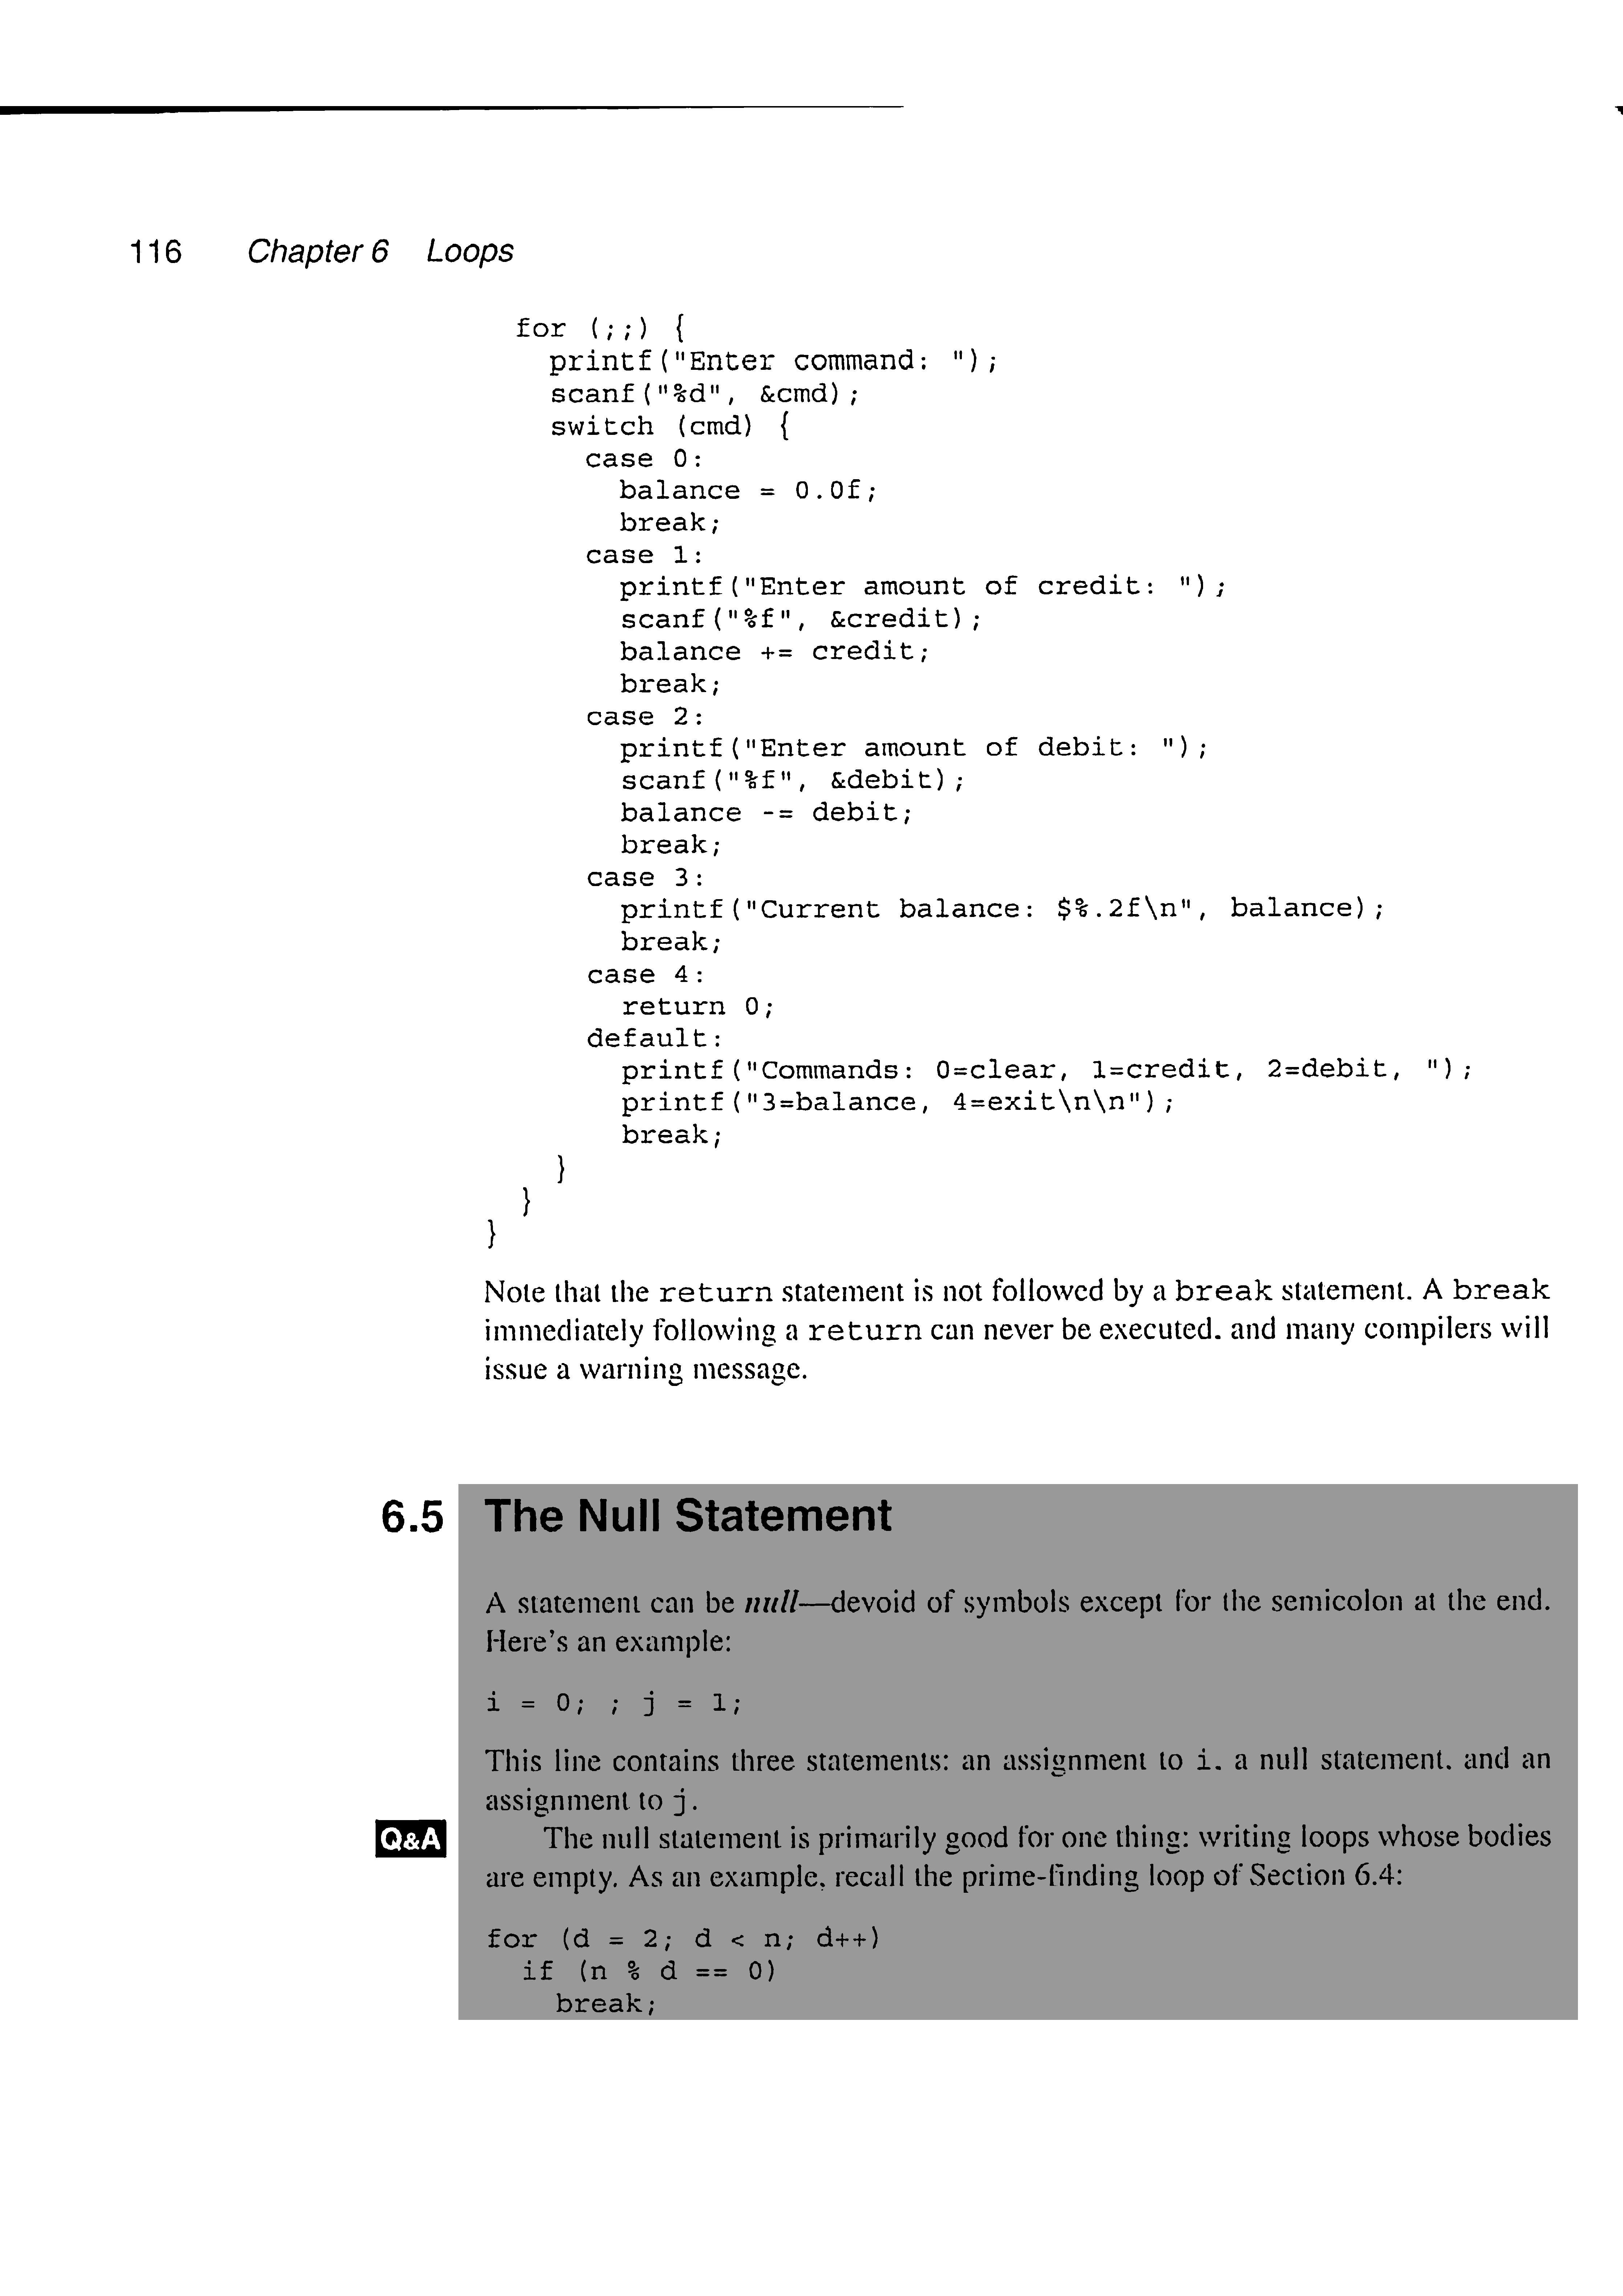 116 Chapter 6 Loops
for (;;) {
  printf("Enter command: ");
  scanf("%d", &cmd);
  switch (cmd) {
    case 0:
      balance = 0.0f;
      break;
    case 1:
      printf("Enter amount of credit: ");
      scanf("%f", &credit);
      balance += credit;
      break;
    case 2:
      printf("Enter amount of debit: ");
      scanf("%f", &debit);
      balance -= debit;
      break;
    case 3:
      printf("Current balance: $%.2f\n", balance);
      break;
    case 4:
      return 0;
    default:
      printf("Commands: 0=clear, 1=credit, 2=debit, ");
      printf("3=balance, 4=exit\n\n");
      break;
  }
 }
}
Note that the return statement is not followed by a break statement. A break
immediately following a return can never be executed. and many compilers will
issue a warning message.
6.5 The Null Statement
A statement can be null—devoid of symbols except for the semicolon at the end.
Here's an example:
i = 0; ; j = 1;
This line contains three statements: an assignment to i. a null statement. and an
assignment to j.
Q&A The null statement is primarily good for one thing: writing loops whose bodies
are empty. As an example, recall the prime-finding loop of Section 6.4:
for (d = 2; d < n; d++)
  if (n % d == 0)
    break;